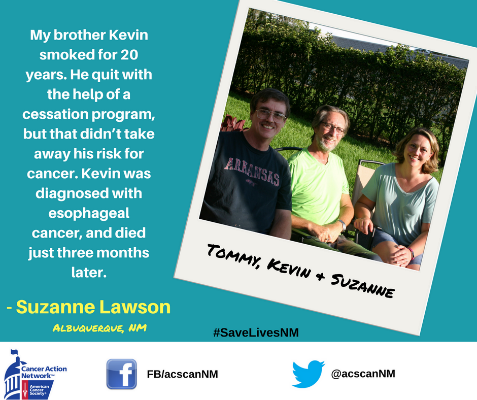 My brother Kevin
smoked for 20
years. He quit with
the help of a
cessation program,
but that didn't take
away his risk for
cancer. Kevin was
diagnosed with
esophageal
cancer, and died
just three months
later.
- Suzanne Lawson
Albuquerque, NM
ARKANSAS
Tommy, Kevin & Suzanne
#SaveLivesNM
Cancer Action
Network™
American
Cancer
Society®
FB/acscanNM
@acscanNM